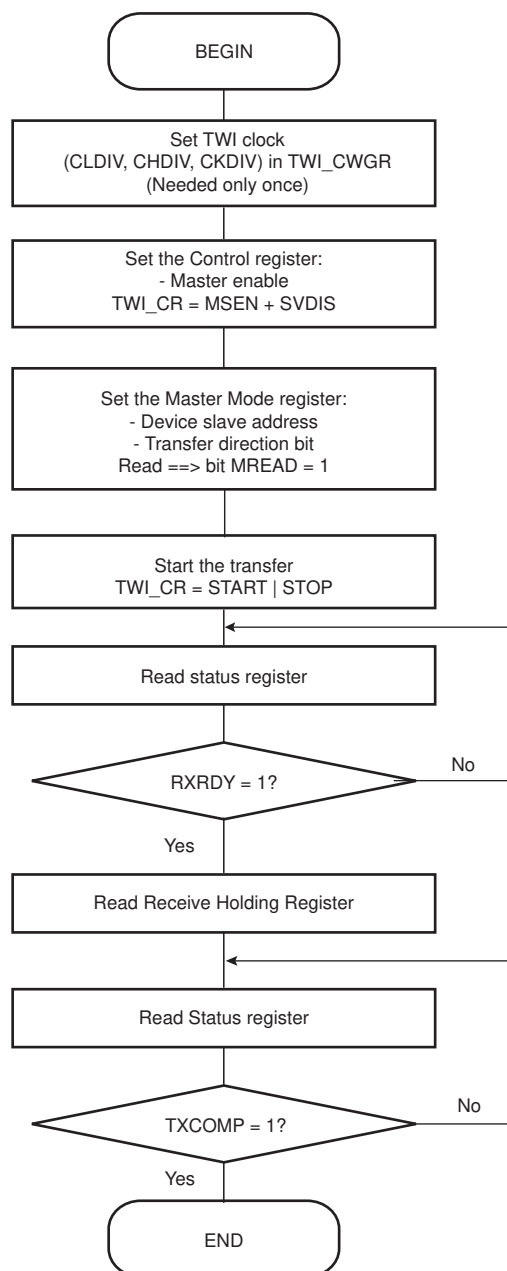 BEGIN
Set TWI clock
(CLDIV, CHDIV, CKDIV) in TWI_CWGR
(Needed only once)
Set the Control register:
- Master enable
TWI_CR = MSEN + SVDIS
Set the Master Mode register:
- Device slave address
- Transfer direction bit
Read ==> bit MREAD = 1
Start the transfer
TWI_CR = START | STOP
Read status register
RXRDY = 1?
No
Yes
Read Receive Holding Register
Read Status register
TXCOMP = 1?
No
Yes
END